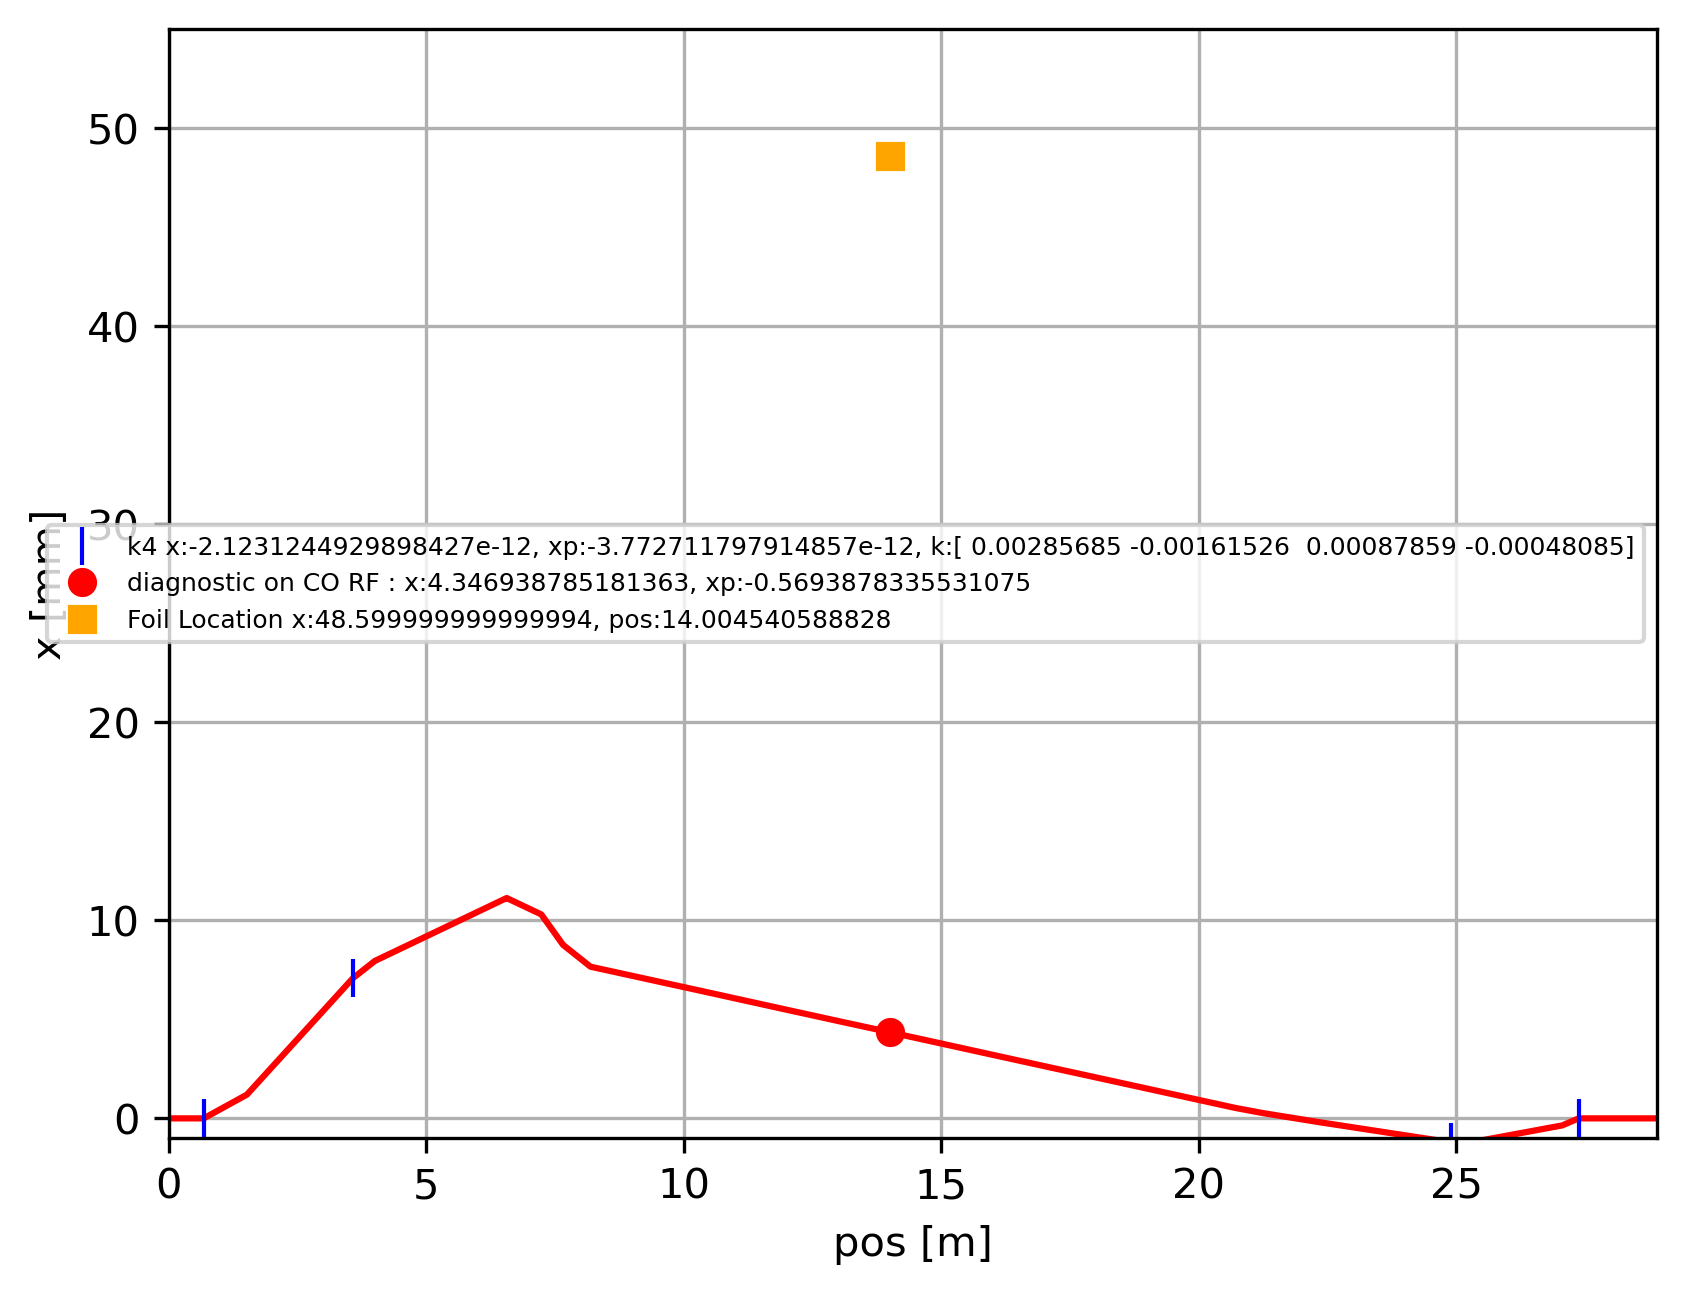 50
40
30
k4 x:-2.1231244929898427e-12, xp:-3.772711797914857e-12, k:[ 0.00285685 -0.00161526  0.00087859 -0.00048085]
diagnostic on CO RF : x:4.346938785181363, xp:-0.5693878335531075
Foil Location x:48.599999999999994, pos:14.004540588828
x [mm]
20
10
0
0 5 10 15 20 25
pos [m]